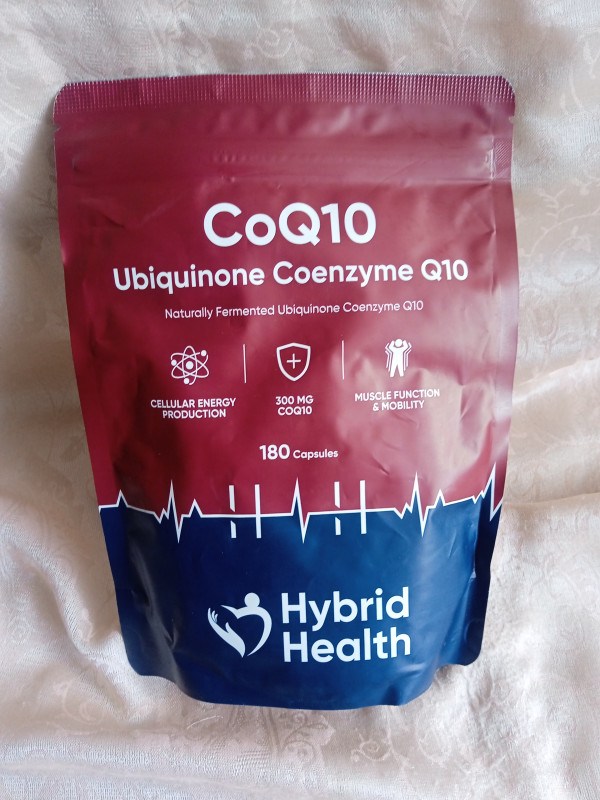 CoQ10
Ubiquinone Coenzyme Q10
Naturally Fermented Ubiquinone Coenzyme Q10
CELLULAR ENERGY
PRODUCTION
300 MG
COQ10
MUSCLE FUNCTION
& MOBILITY
180 Capsules
Hybrid
Health